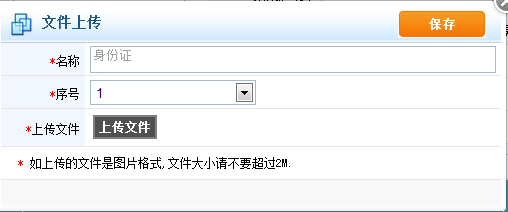 文件上传
保存
*名称 身份证
*序号 1
*上传文件 上传文件
* 如上传的文件是图片格式,文件大小请不要超过2M.